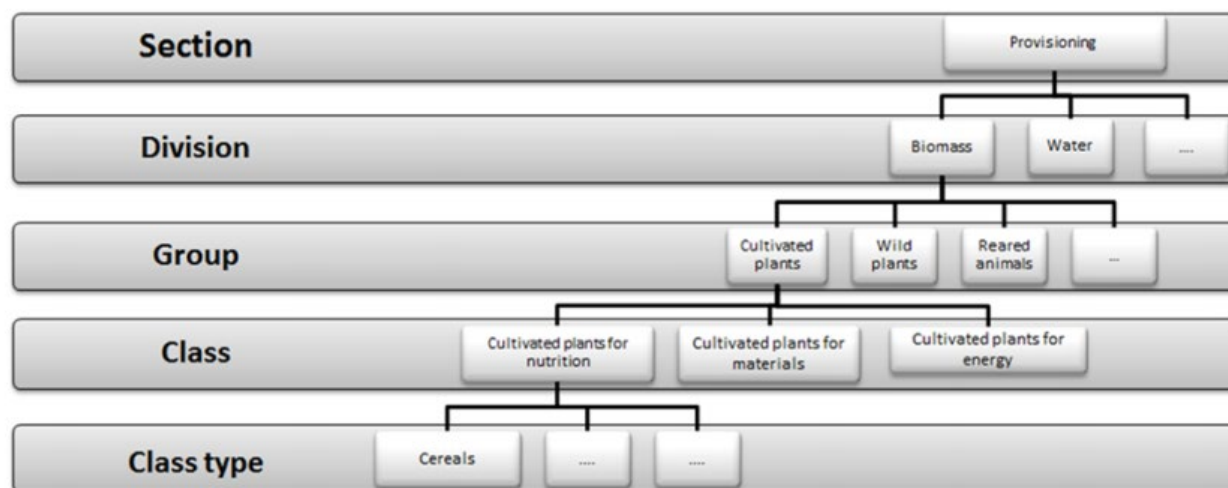 Section
Provisioning
Division
Biomass
Water
....
Group
Cultivated
plants
Wild
plants
Reared
animals
...
Class
Cultivated plants for
nutrition
Cultivated plants for
materials
Cultivated plants for
energy
Class type
Cereals
....
....